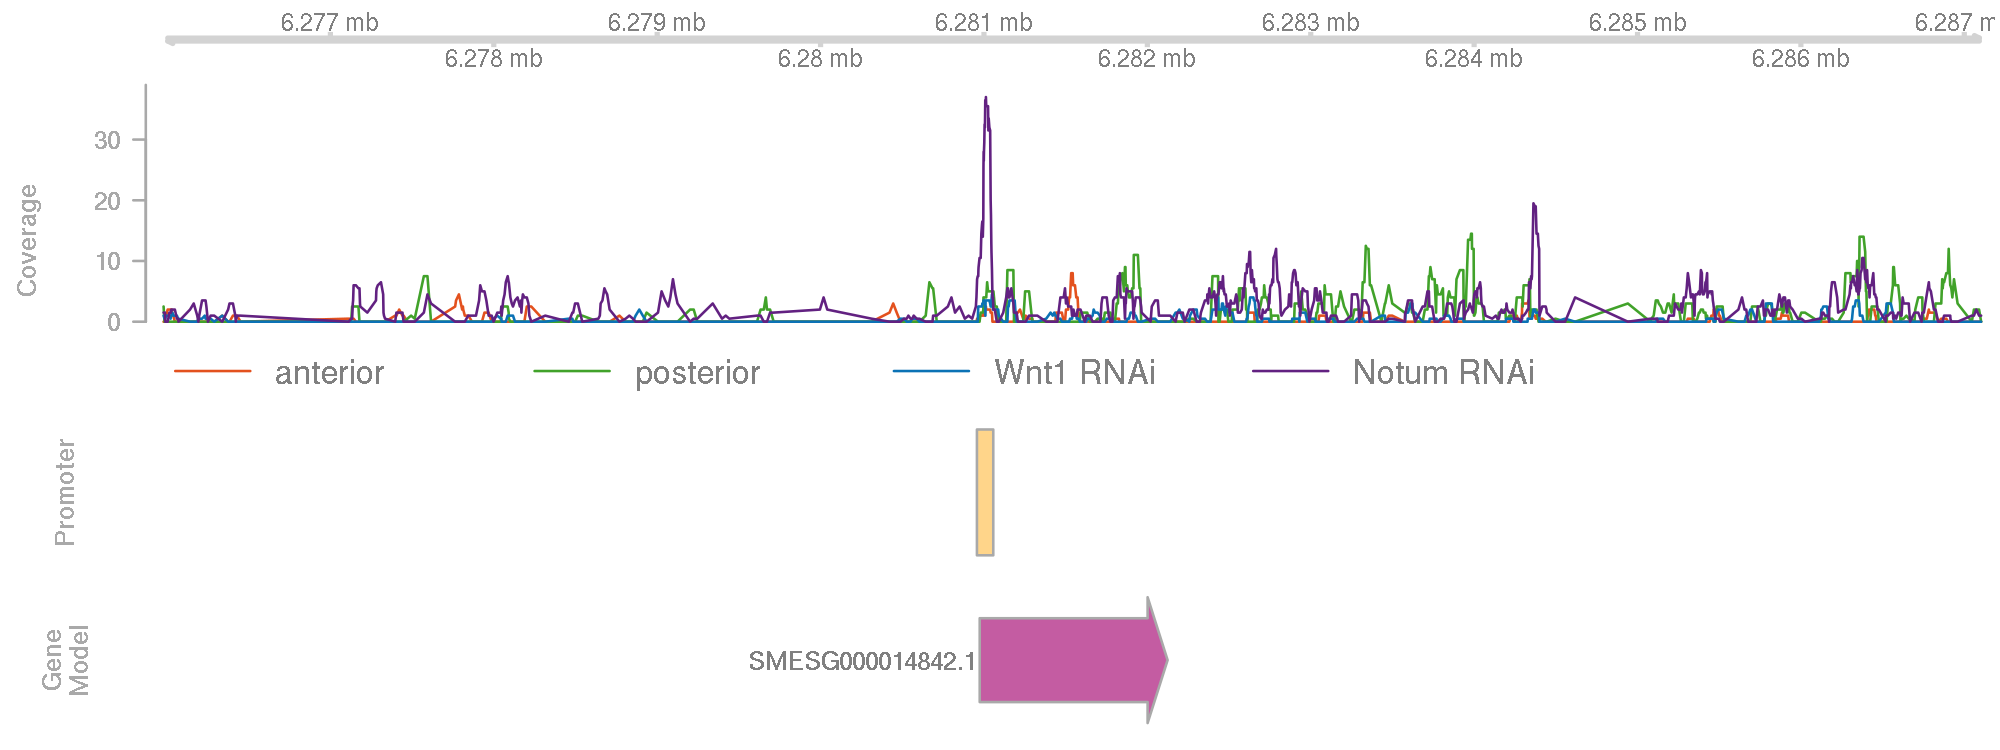 6.277 mb 6.279 mb 6.281 mb 6.283 mb 6.285 mb 6.287 m
6.278 mb 6.28 mb 6.282 mb 6.284 mb 6.286 mb
Coverage
30
20
10
0
anterior posterior Wnt1 RNAi Notum RNAi
Promoter
Gene
Model
SMESG000014842.1